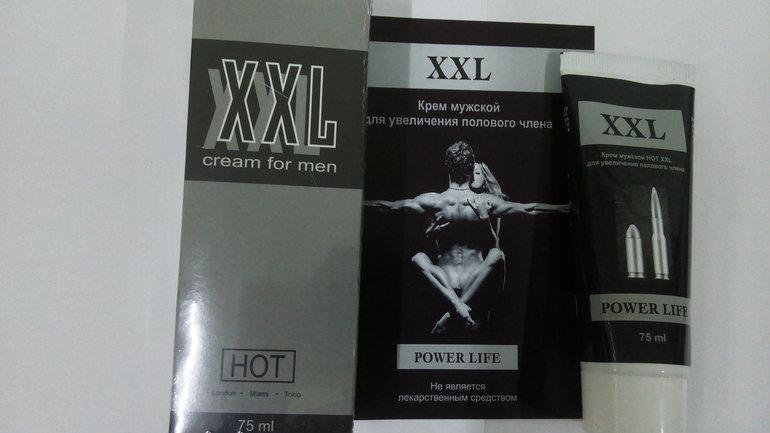 XXL
cream for men
HOT
London • Miami • Tokio
75 ml
XXL
Крем мужской
для увеличения полового члена
POWER LIFE
Не является
лекарственным средством
XXL
Крем мужской HOT XXL
для увеличения полового члена
POWER LIFE
75 ml